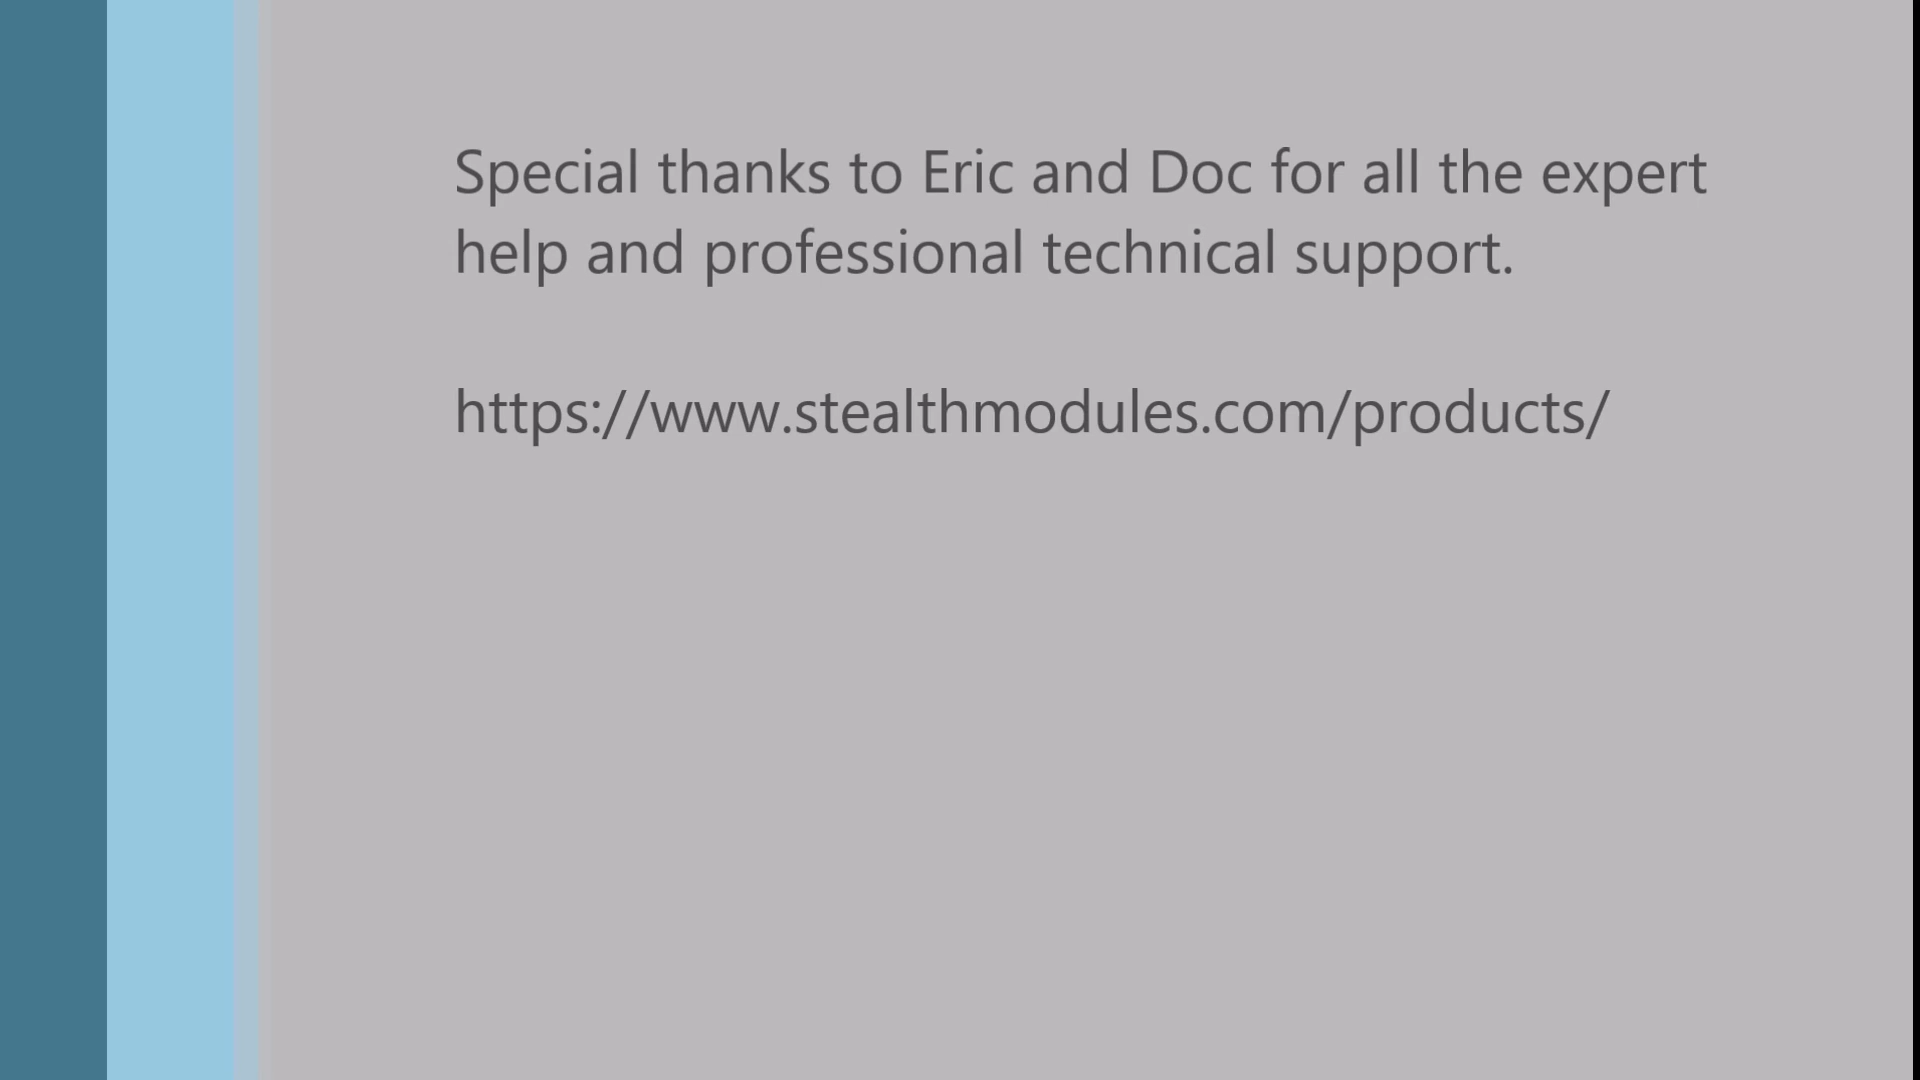 Special thanks to Eric and Doc for all the expert
help and professional technical support.
https://www.stealthmodules.com/products/